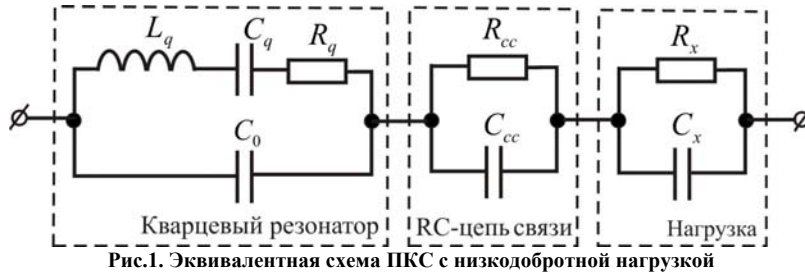 L_q C_q R_q R_cc R_x
C_0 C_cc C_x
Кварцевый резонатор RC-цепь связи Нагрузка
Рис.1. Эквивалентная схема ПКС с низкодобротной нагрузкой